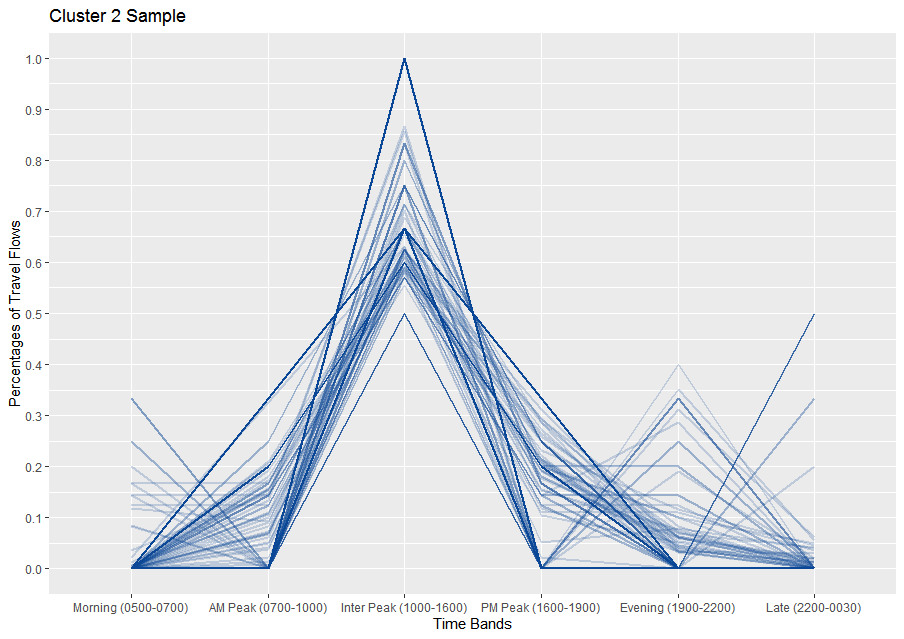 Cluster 2 Sample
Percentages of Travel Flows
1.0
0.9
0.8
0.7
0.6
0.5
0.4
0.3
0.2
0.1
0.0
Morning (0500-0700) AM Peak (0700-1000) Inter Peak (1000-1600) PM Peak (1600-1900) Evening (1900-2200) Late (2200-0030)
Time Bands